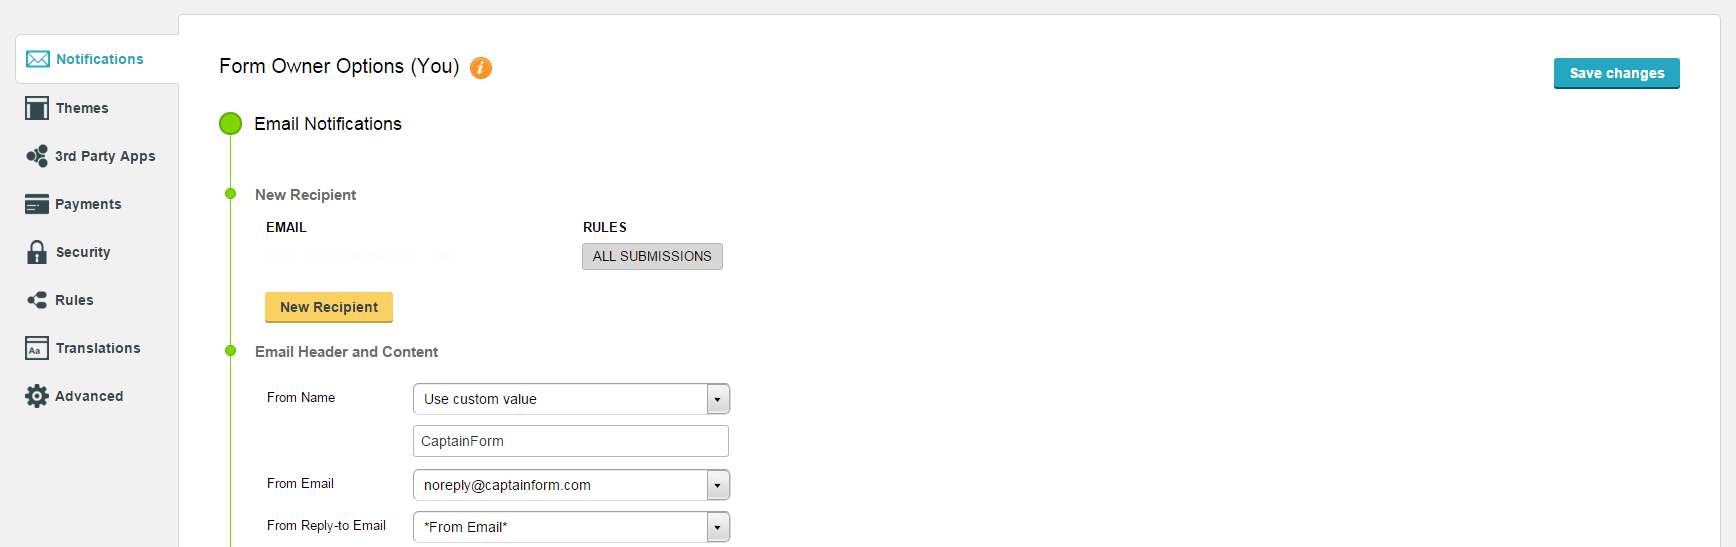 Form Owner Options (You) i
Save changes
Notifications
Themes
3rd Party Apps
Payments
Security
Rules
Aa Translations
Advanced
Email Notifications
New Recipient
EMAIL RULES
ALL SUBMISSIONS
New Recipient
Email Header and Content
From Name Use custom value
CaptainForm
From Email noreply@captainform.com
From Reply-to Email *From Email*